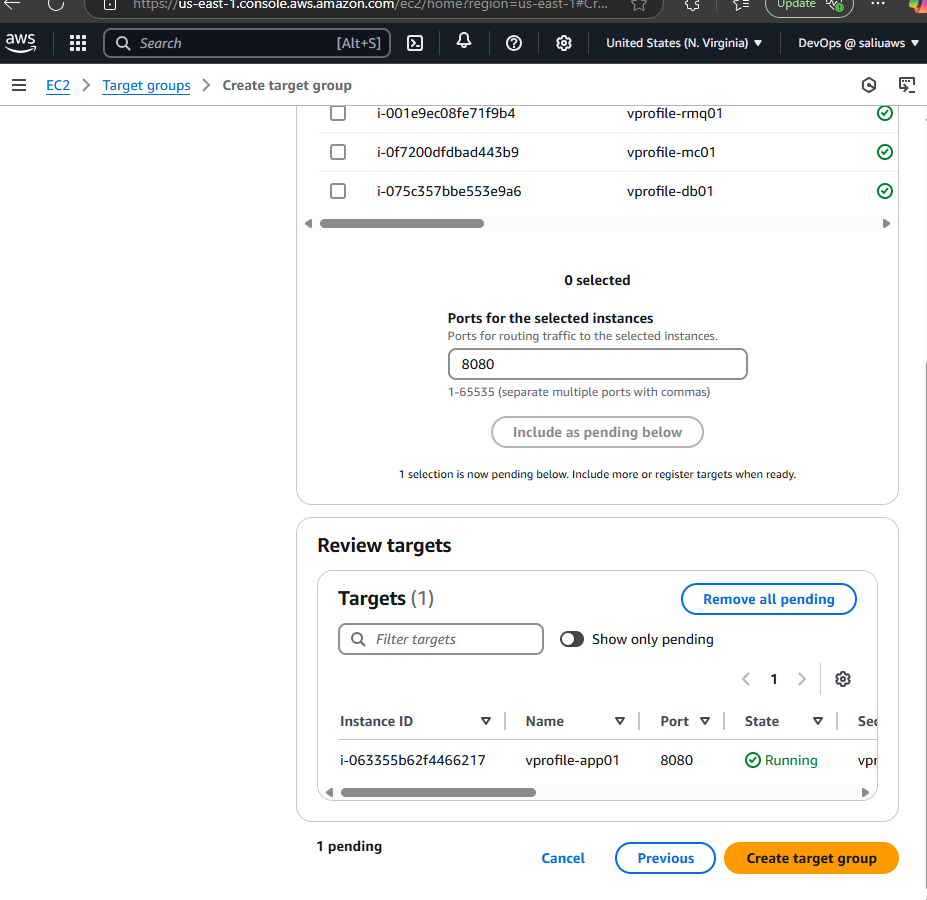 https://us-east-1.console.aws.amazon.com/ec2/home?region=us-east-1#Cr...
Update
aws
Search
[Alt+S]
United States (N. Virginia)
DevOps @ saliuaws
EC2 > Target groups > Create target group
i-001e9ec08fe71f9b4 vprofile-rmq01
i-0f7200dfdbad443b9 vprofile-mc01
i-075c357bbe553e9a6 vprofile-db01
0 selected
Ports for the selected instances
Ports for routing traffic to the selected instances.
8080
1-65535 (separate multiple ports with commas)
Include as pending below
1 selection is now pending below. Include more or register targets when ready.
Review targets
Targets (1)
Remove all pending
Filter targets
Show only pending
1
Instance ID Name Port State Sec
i-063355b62f4466217 vprofile-app01 8080 Running vpr
1 pending
Cancel
Previous
Create target group